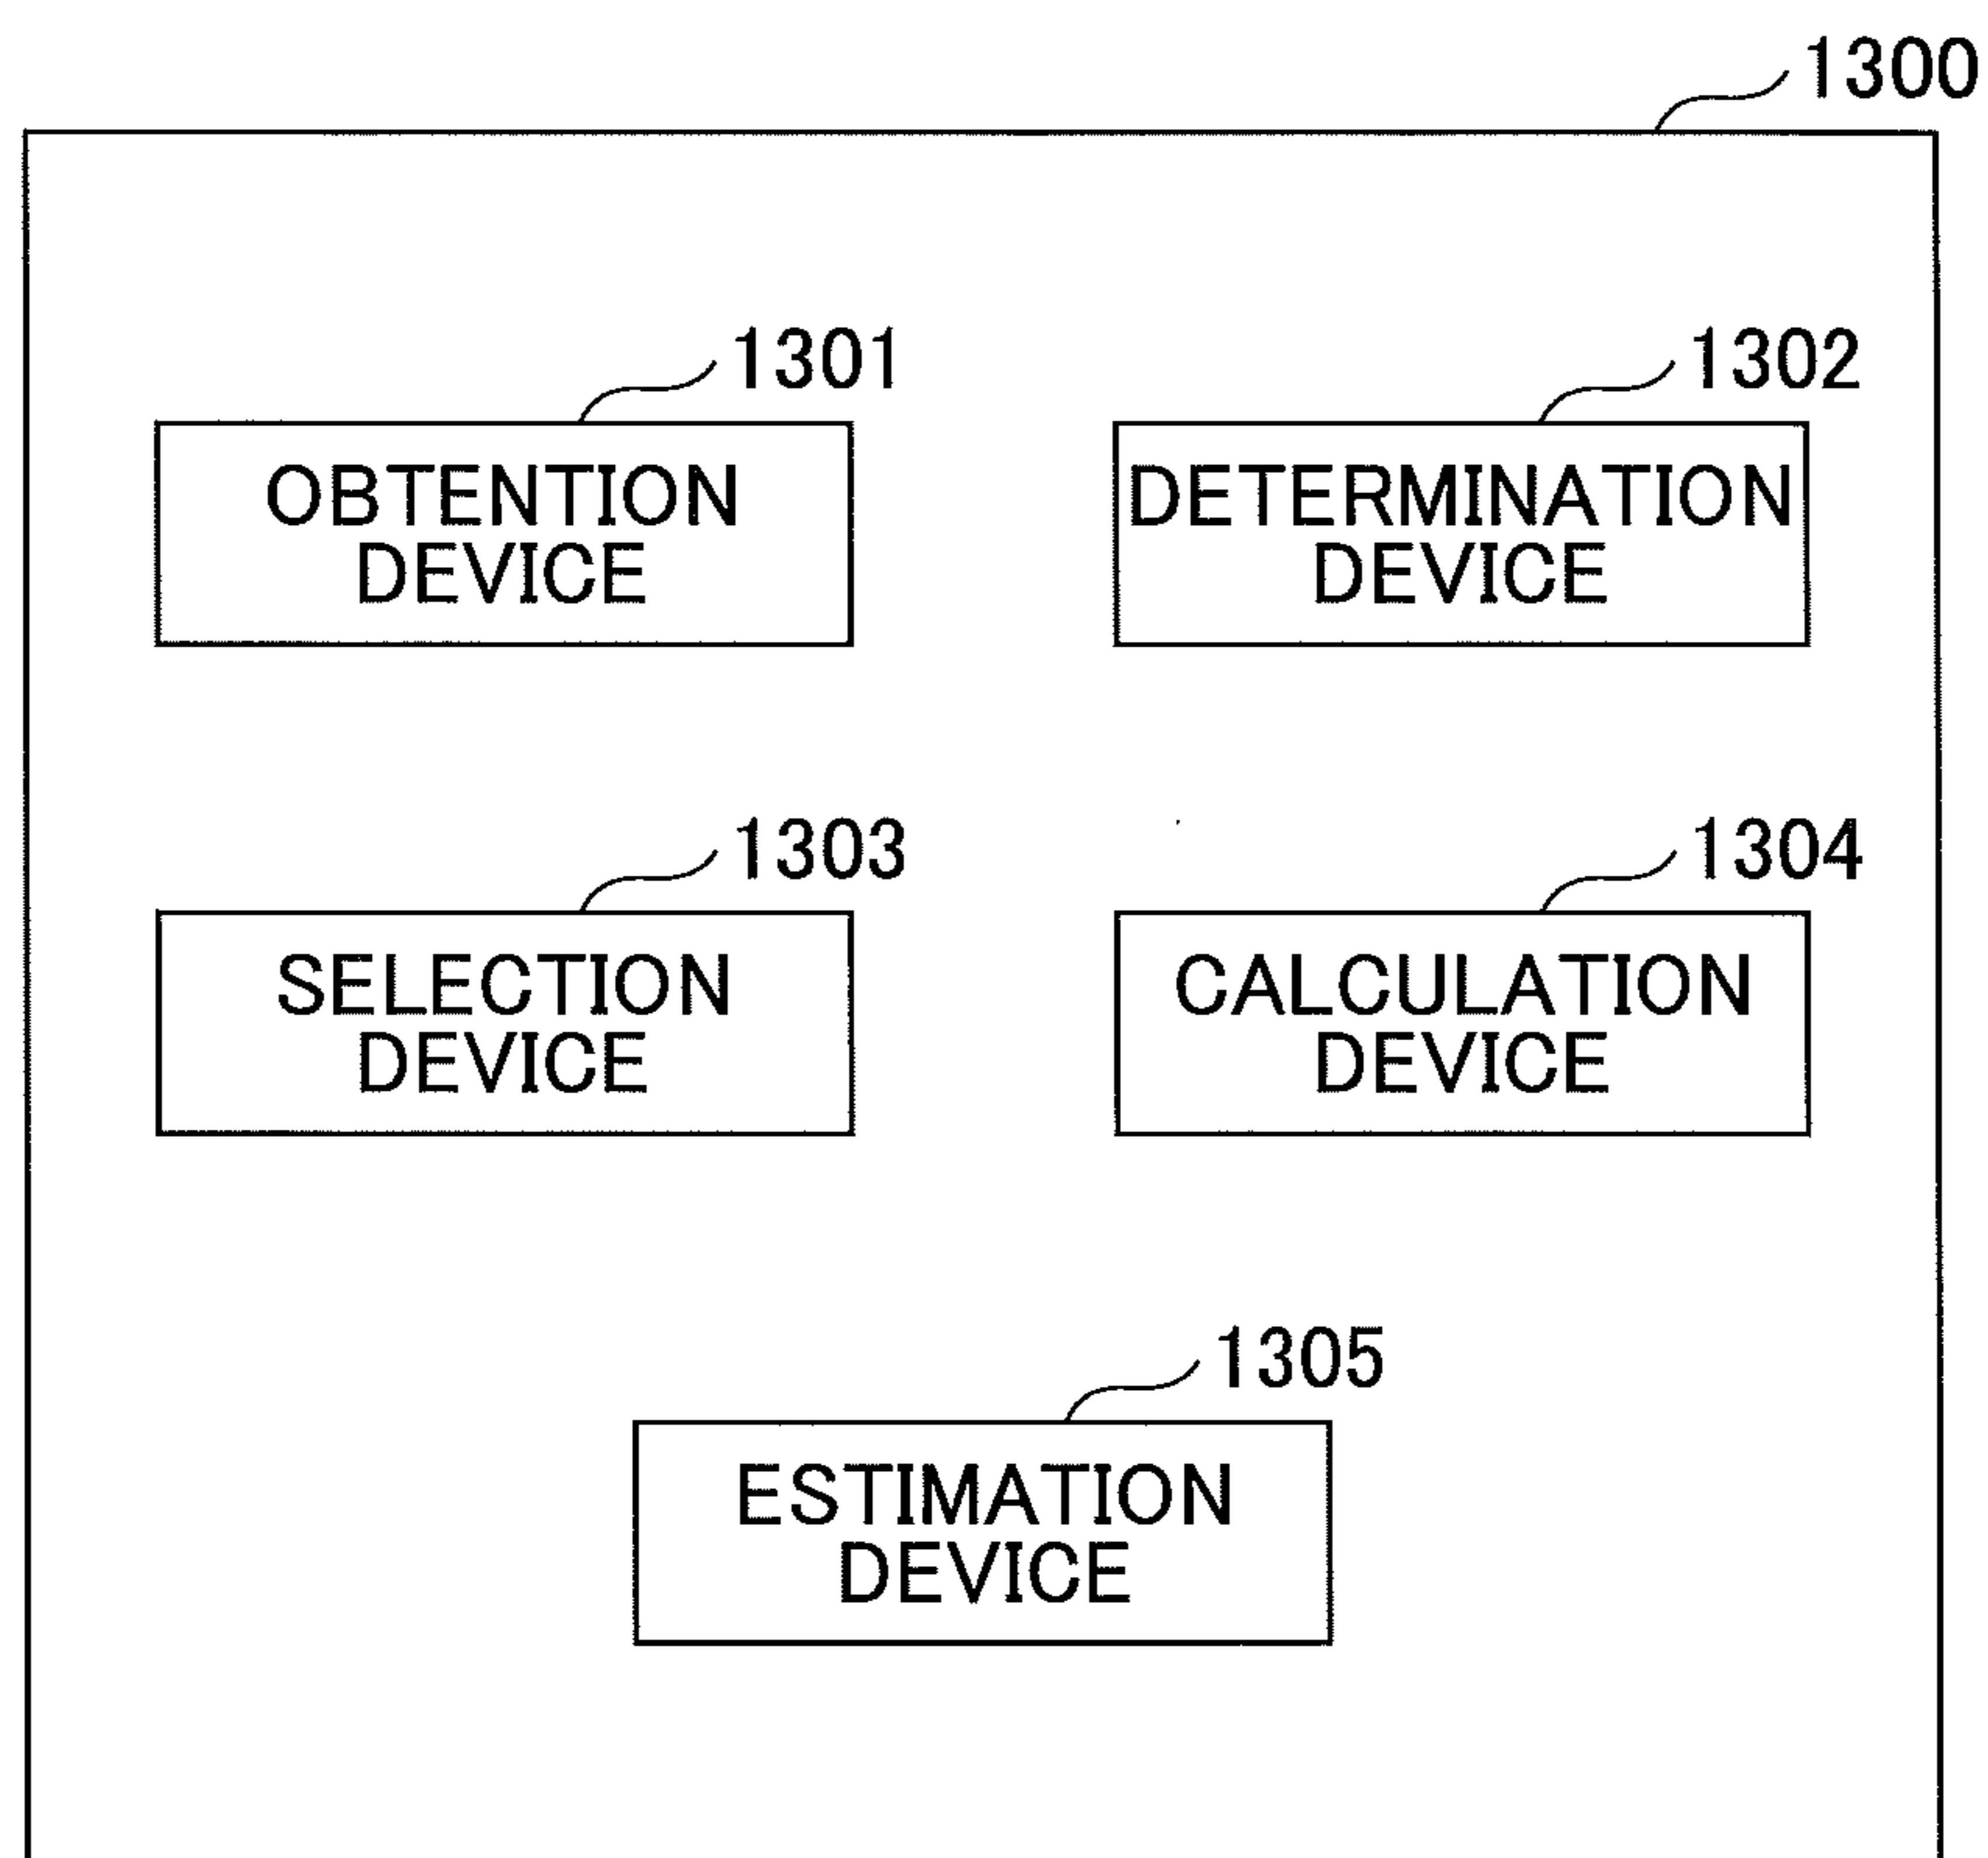 1300
1301
OBTENTION
DEVICE
1302
DETERMINATION
DEVICE
1303
SELECTION
DEVICE
1304
CALCULATION
DEVICE
1305
ESTIMATION
DEVICE